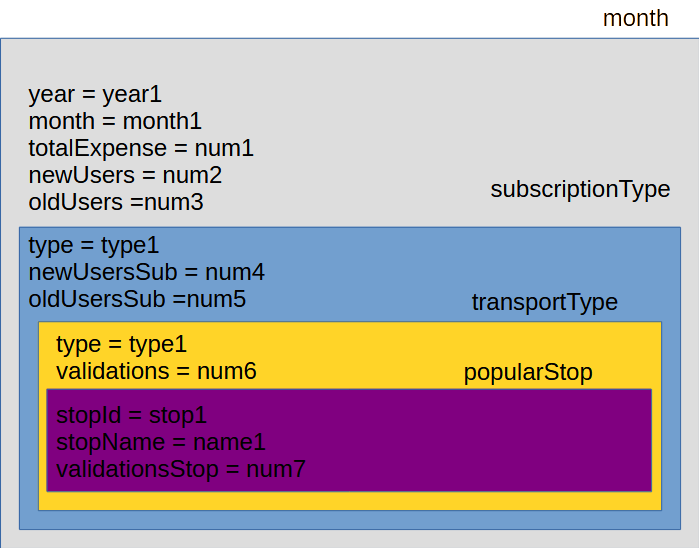 month
year = year1
month = month1
totalExpense = num1
newUsers = num2
oldUsers =num3
subscriptionType
type = type1
newUsersSub = num4
oldUsersSub =num5
transportType
type = type1
validations = num6
popularStop
stopId = stop1
stopName = name1
validationsStop = num7